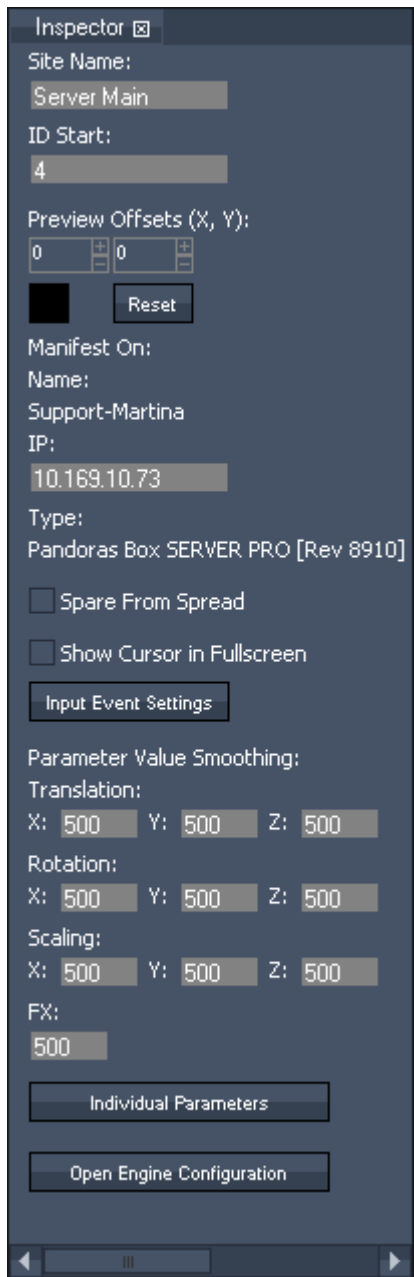 Inspector
Site Name:
Server Main
ID Start:
4
Preview Offsets (X, Y):
0 0
Reset
Manifest On:
Name:
Support-Martina
IP:
10.169.10.73
Type:
Pandoras Box SERVER PRO [Rev 8910]
Spare From Spread
Show Cursor in Fullscreen
Input Event Settings
Parameter Value Smoothing:
Translation:
X: 500 Y: 500 Z: 500
Rotation:
X: 500 Y: 500 Z: 500
Scaling:
X: 500 Y: 500 Z: 500
FX:
500
Individual Parameters
Open Engine Configuration